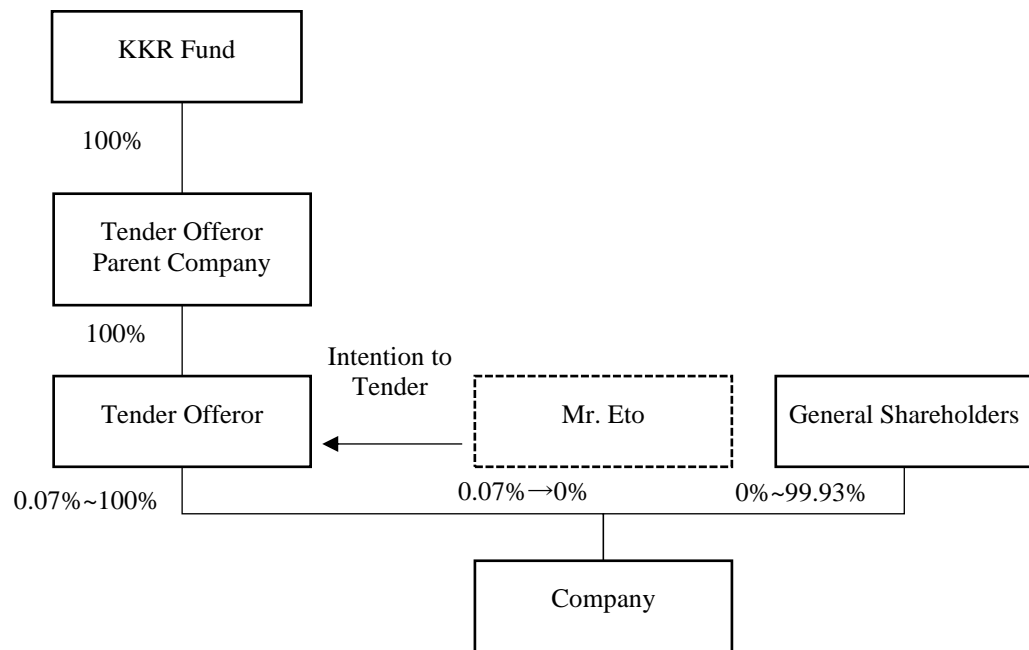 KKR Fund
100%
Tender Offeror
Parent Company
100%
Intention to
Tender
Tender Offeror
Mr. Eto
General Shareholders
0.07%~100%
0.07%→0%
0%~99.93%
Company